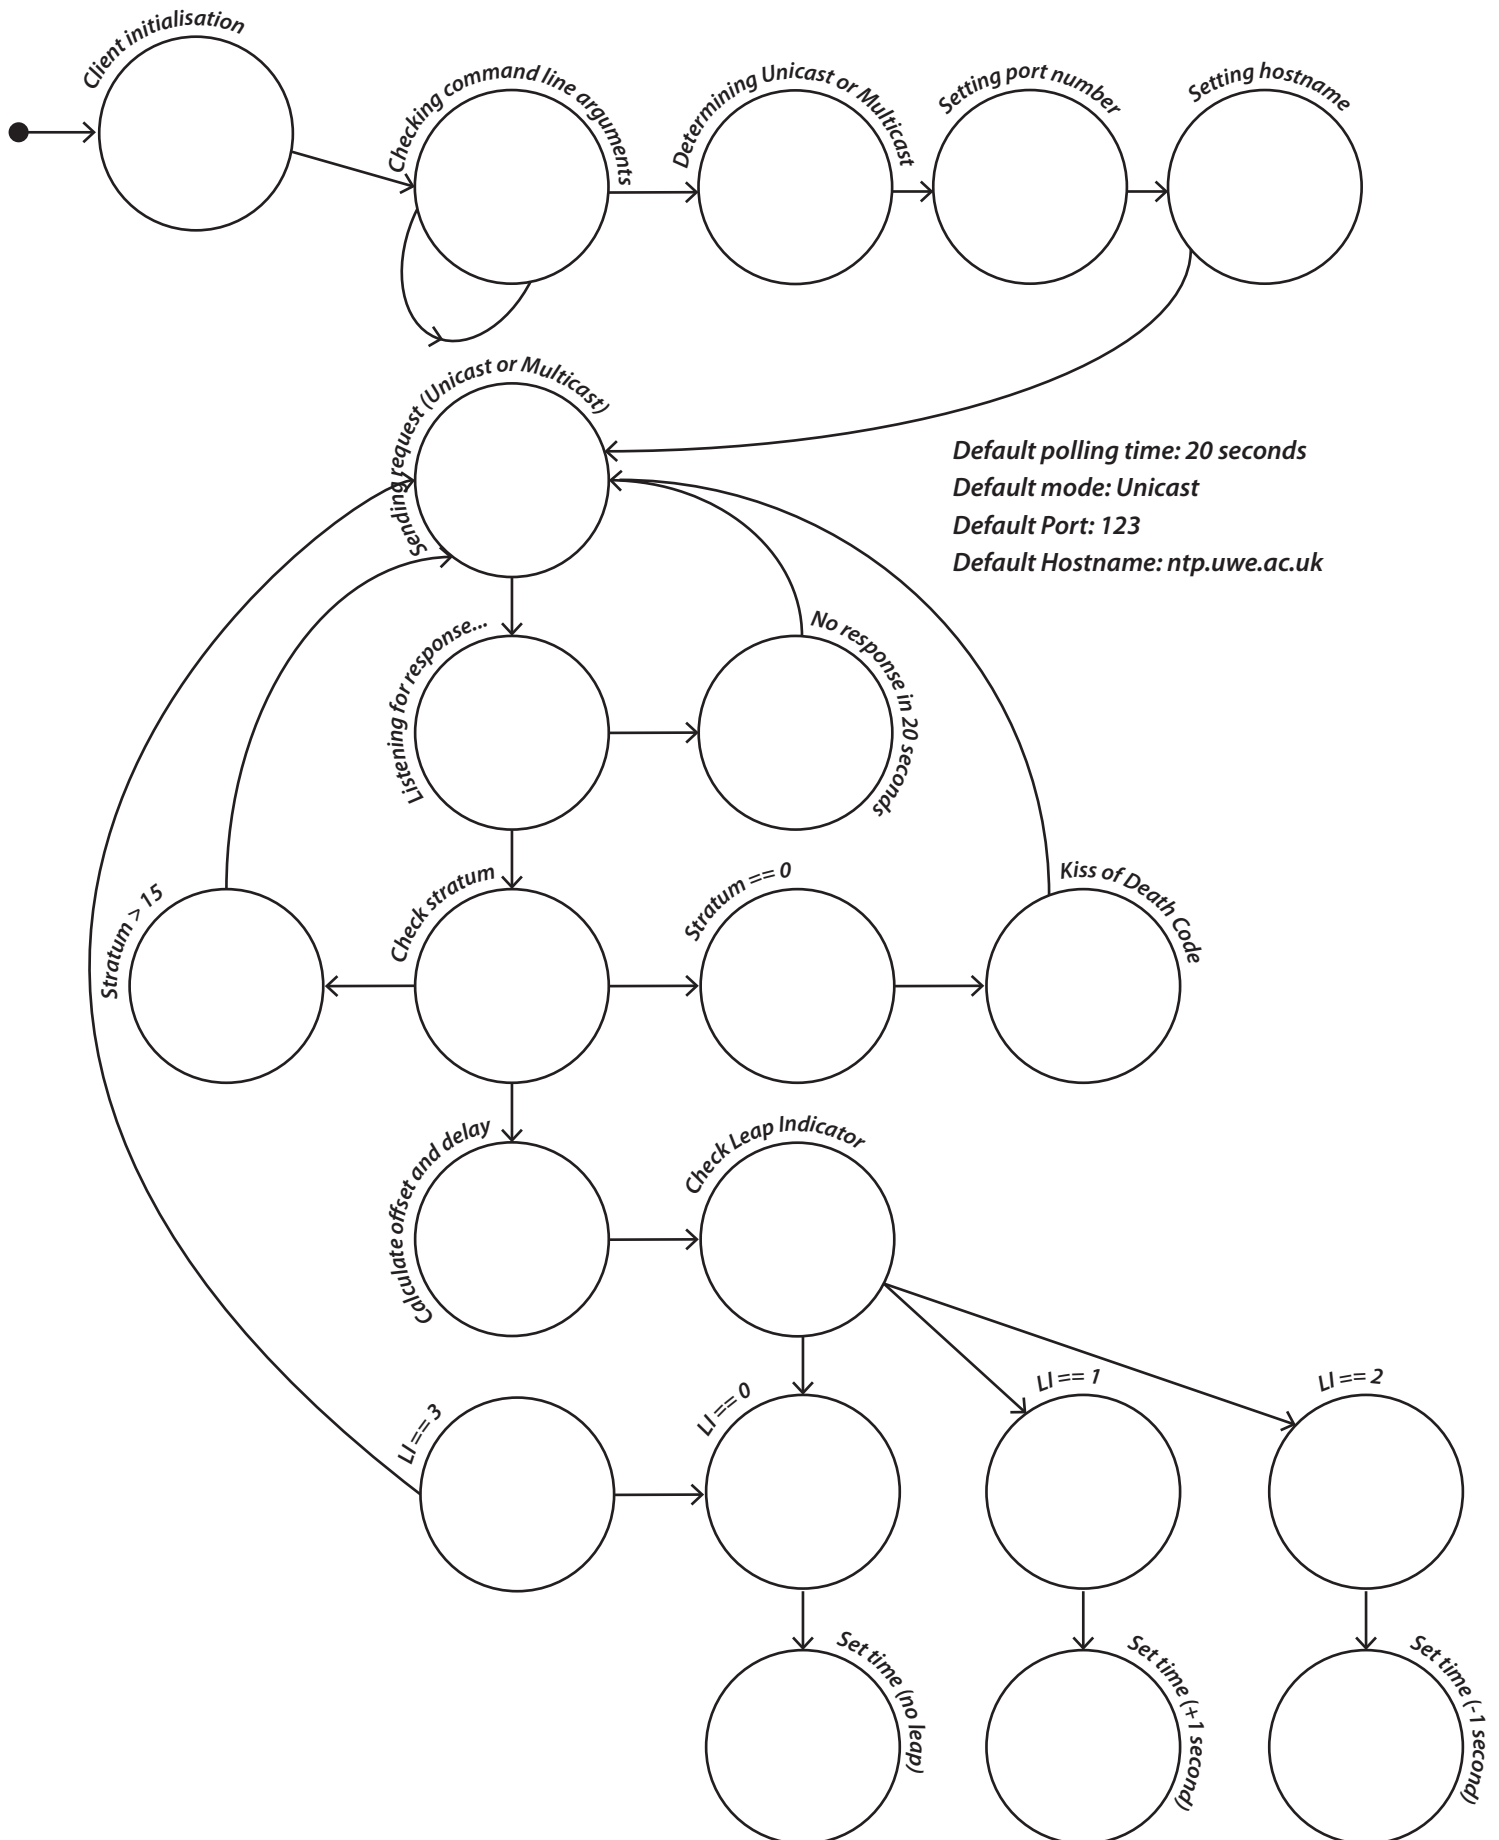 Client initialisation
Checking command line arguments
Determining Unicast or Multicast
Setting port number
Setting hostname
Sending request (Unicast or Multicast)
Default polling time: 20 seconds
Default mode: Unicast
Default Port: 123
Default Hostname: ntp.uwe.ac.uk
Listening for response...
No response in 20 seconds
Stratum > 15
Check stratum
Stratum == 0
Kiss of Death Code
Calculate offset and delay
Check Leap Indicator
LI == 3
LI == 0
LI == 1
LI == 2
Set time (no leap)
Set time (+1 second)
Set time (-1 second)